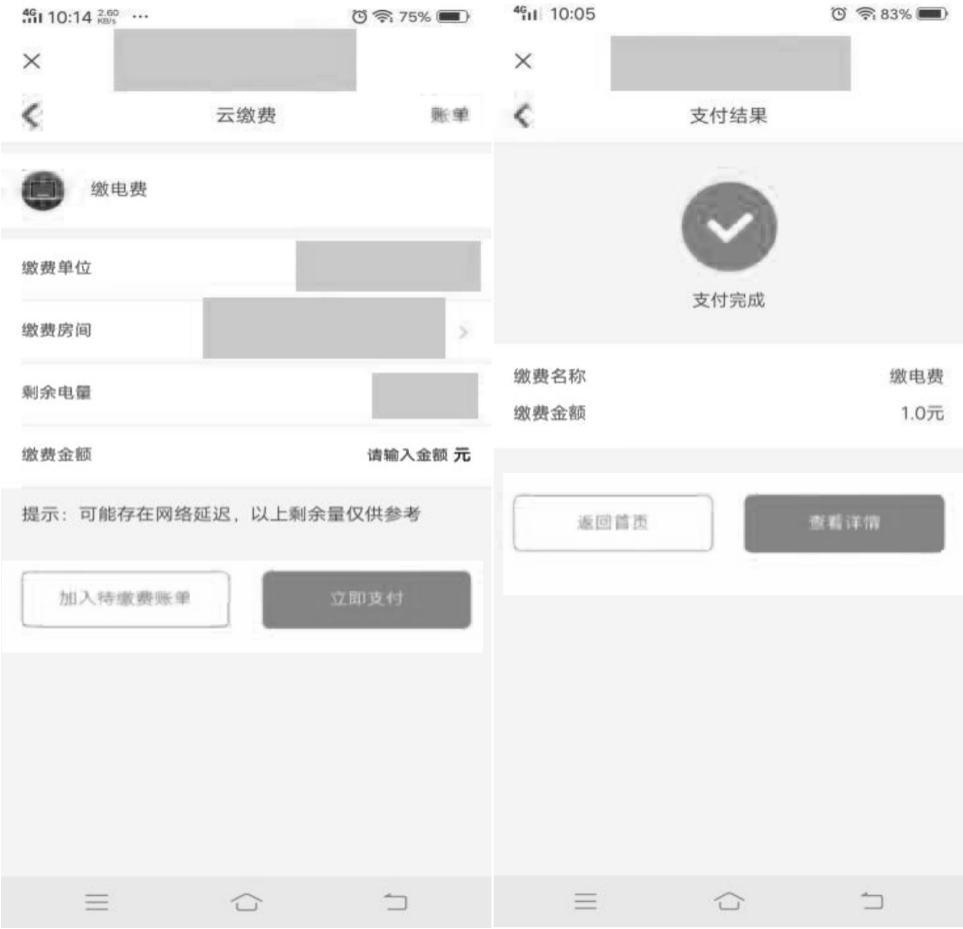 4G 10:14 2.60 KB/s ... 75%
云缴费
账单
缴电费
缴费单位
缴费房间
剩余电量
缴费金额 请输入金额 元
提示：可能存在网络延迟，以上剩余量仅供参考
加入待缴费账单 立即支付
4G 10:05 83%
支付结果
支付完成
缴费名称 缴电费
缴费金额 1.0元
返回首页 查看详情